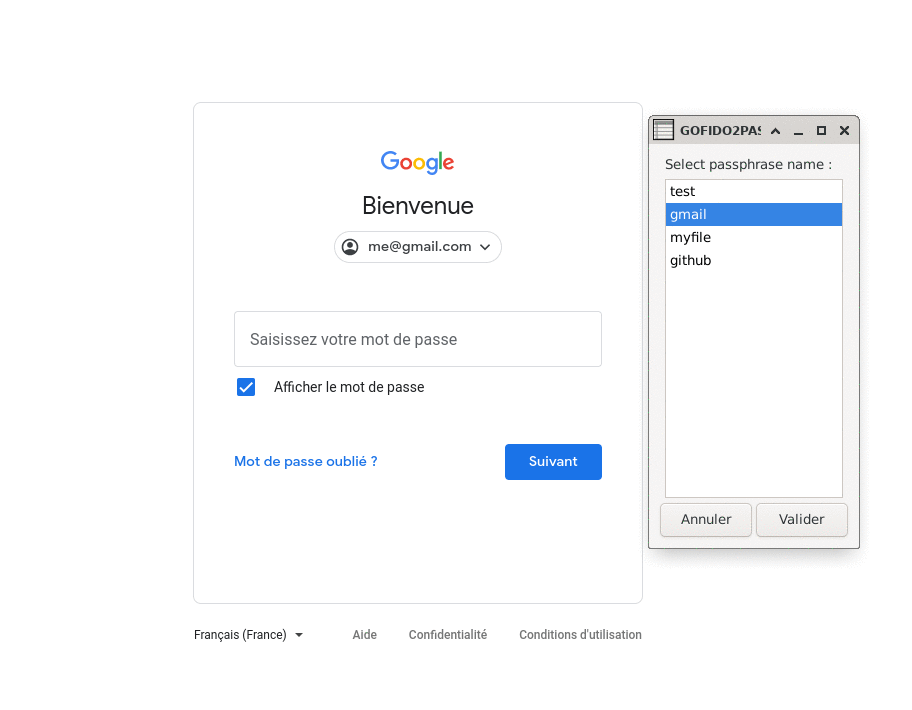 Google
Bienvenue
me@gmail.com
Saisissez votre mot de passe
Afficher le mot de passe
Mot de passe oublié ?
Suivant
Français (France)
Aide
Confidentialité
Conditions d'utilisation
GOFIDO2PAS
Select passphrase name :
test
gmail
myfile
github
Annuler
Valider